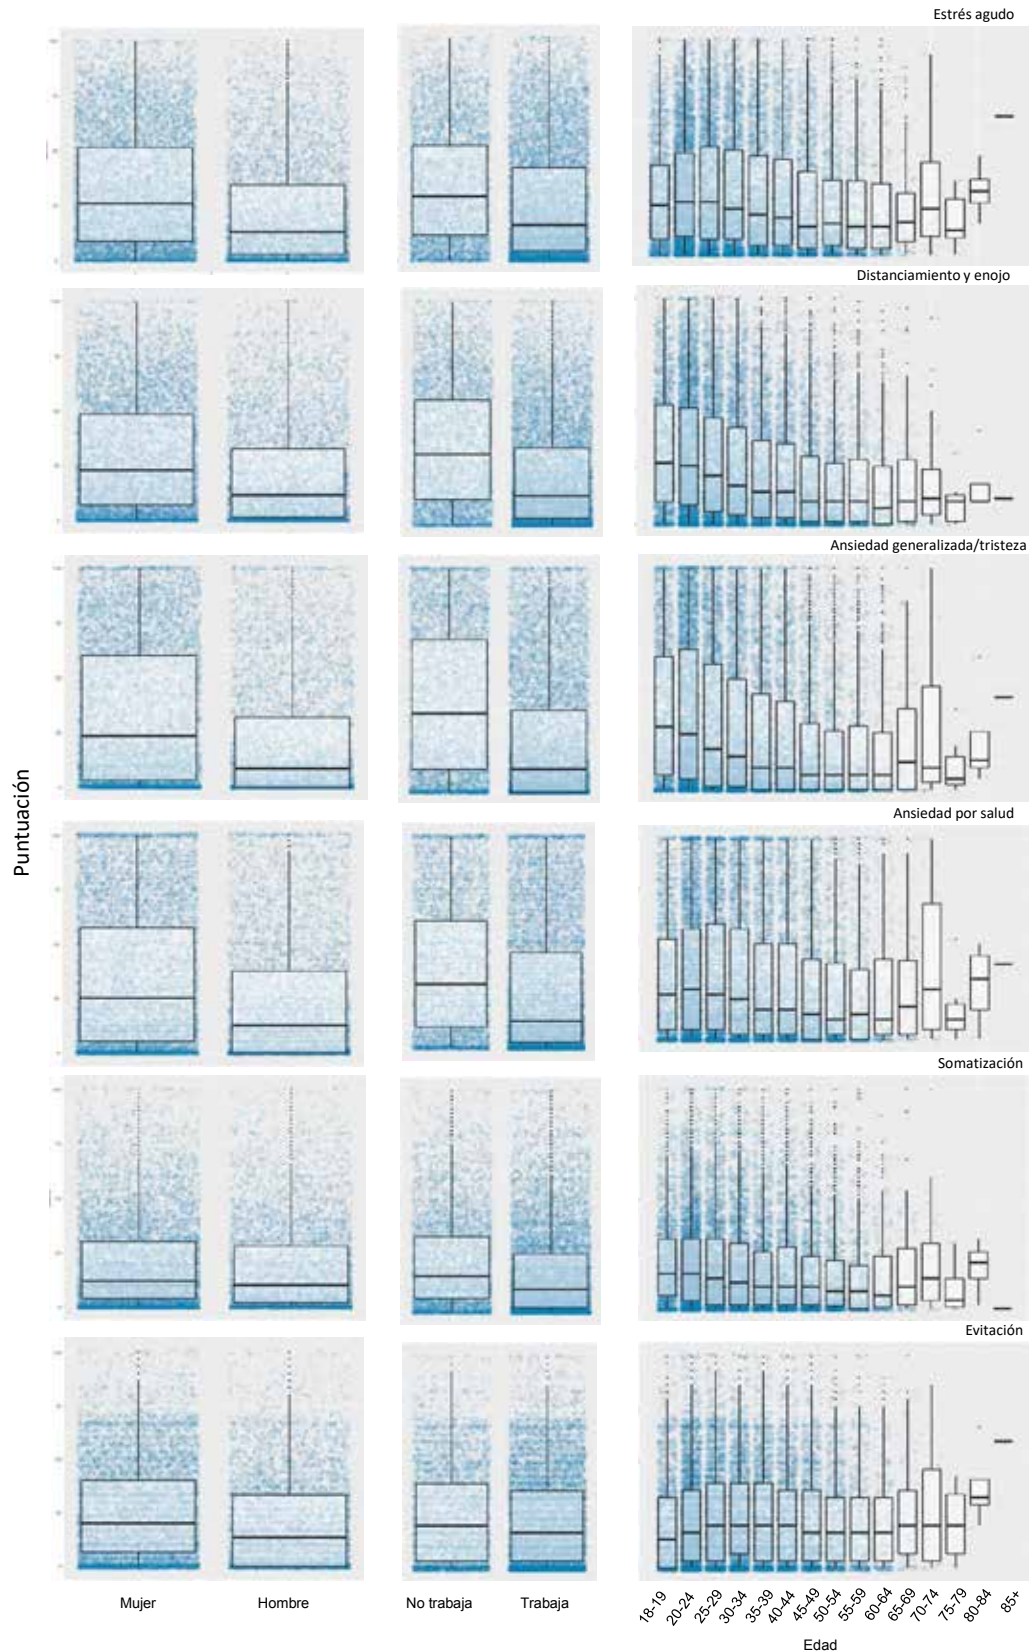 Estrés agudo
Distanciamiento y enojo
Ansiedad generalizada/tristeza
Ansiedad por salud
Somatización
Evitación
Puntuación
Mujer Hombre No trabaja Trabaja
18-19 20-24 25-29 30-34 35-39 40-44 45-49 50-54 55-59 60-64 65-69 70-74 75-79 80-84 85+
Edad